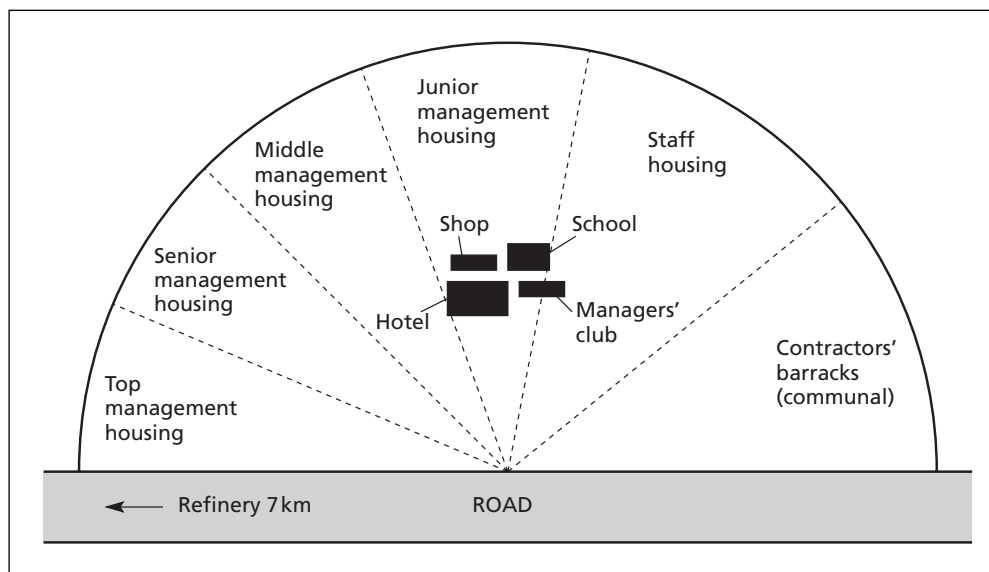 Junior
management
housing
Staff
housing
Middle
management
housing
Shop
School
Senior
management
housing
Hotel
Managers’
club
Contractors’
barracks
(communal)
Top
management
housing
Refinery 7 km
ROAD